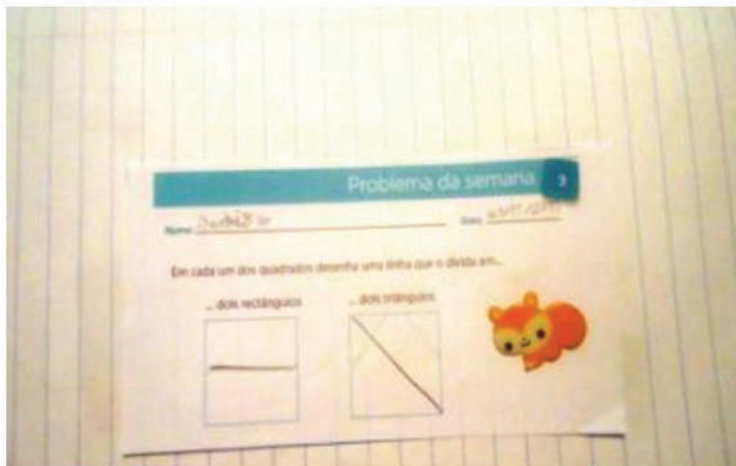 Problema da semana 3
Nome:
Data:
Em cada um dos quadrados desenha uma linha que o divida em...
... dois rectângulos ... dois triângulos